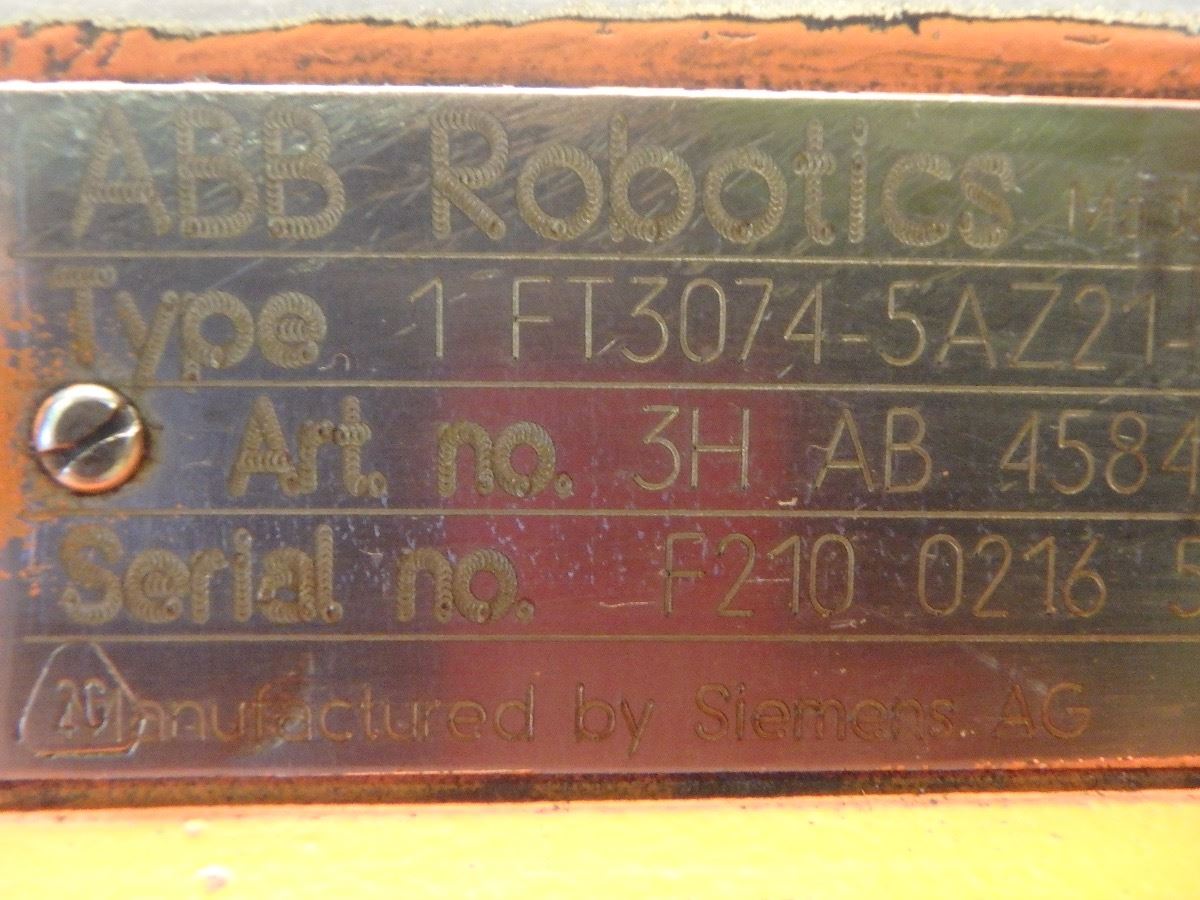 ABB Robotics
Type 1 FT3074-5AZ21-
Art. no. 3H AB 4584
Serial no. F210 0216 5
2G
Manufactured by Siemens AG